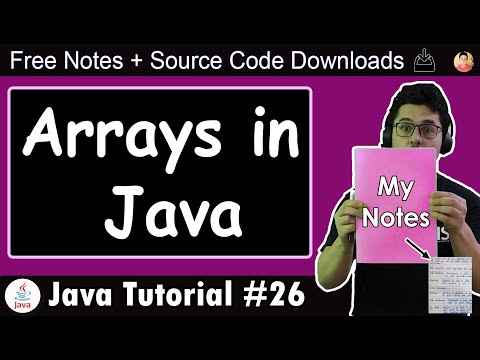 Free Notes + Source Code Downloads
Arrays in
Java
My
Notes
Java
Java Tutorial #26